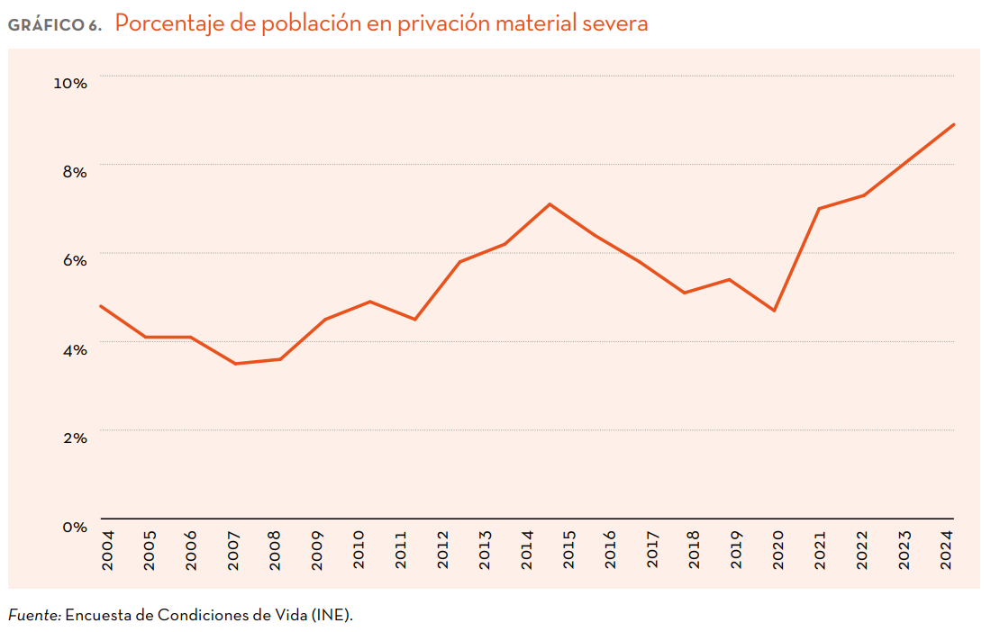 GRÁFICO 6. Porcentaje de población en privación material severa
10%
8%
6%
4%
2%
0%
2004 2005 2006 2007 2008 2009 2010 2011 2012 2013 2014 2015 2016 2017 2018 2019 2020 2021 2022 2023 2024
Fuente: Encuesta de Condiciones de Vida (INE).